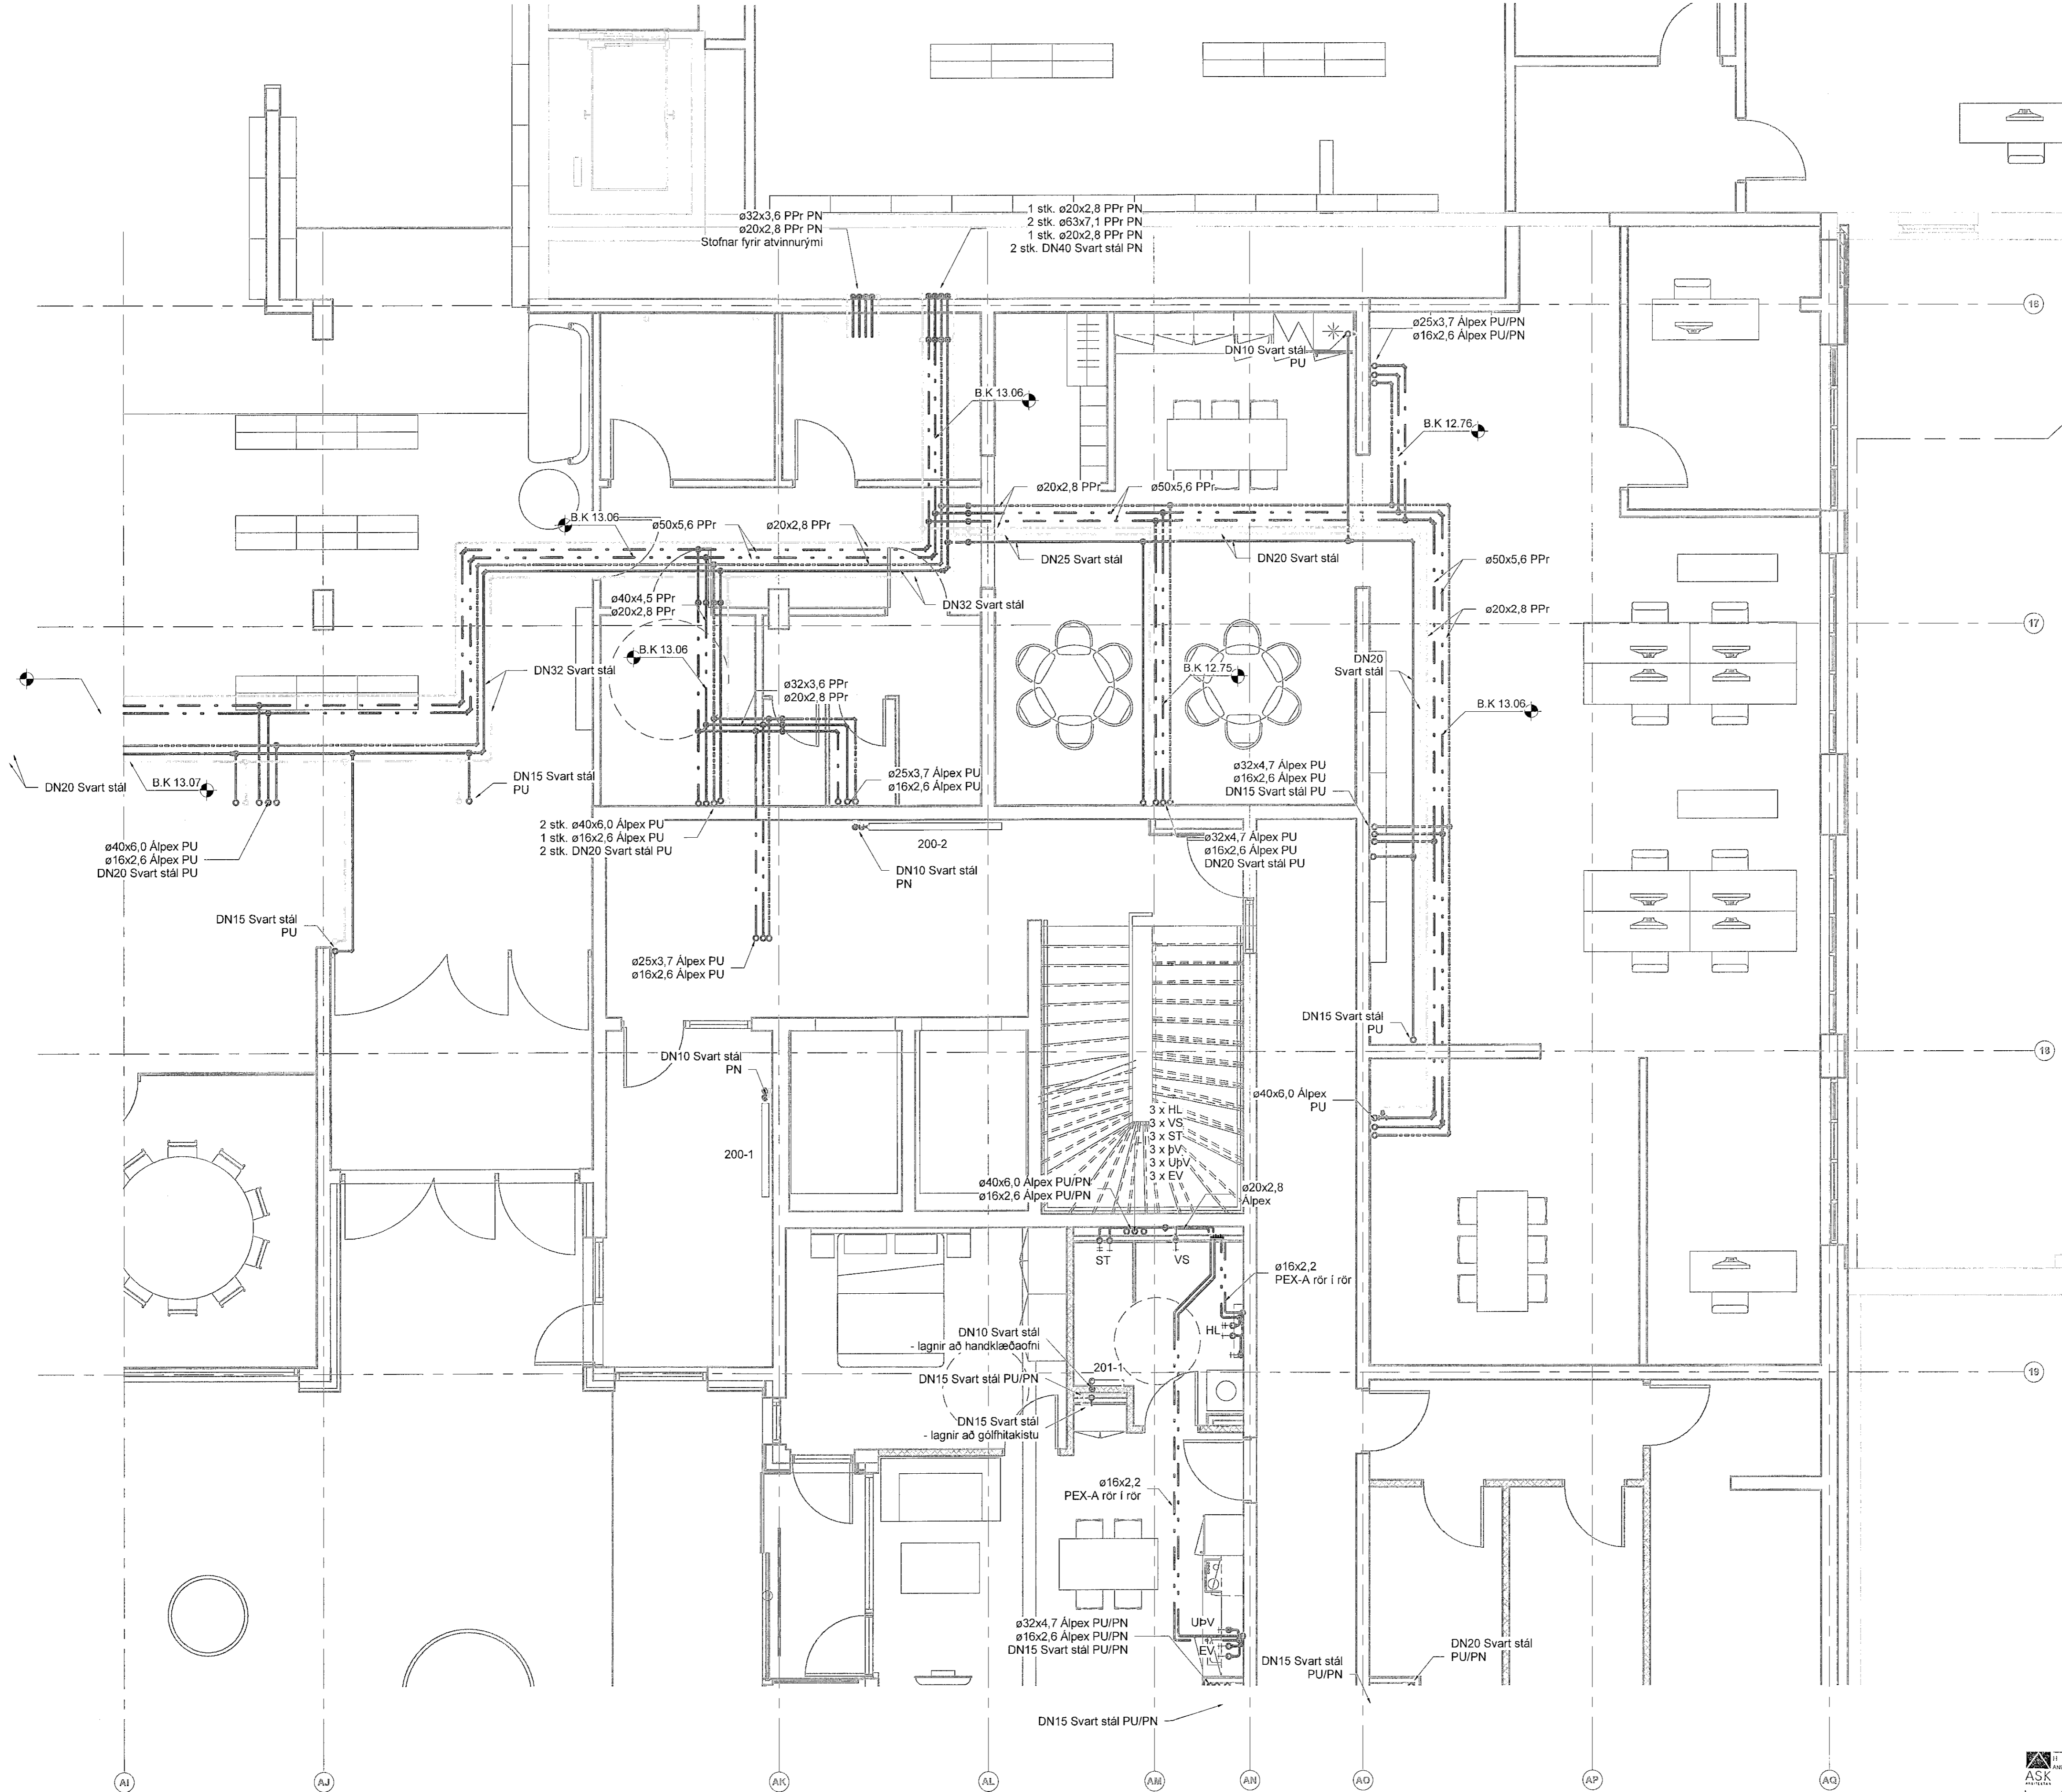 ø32x3,6 PPr PN
ø20x2,8 PPr PN
Stofnar fyrir atvinnurými
1 stk. ø20x2,8 PPr PN
2 stk. ø63x7,1 PPr PN
1 stk. ø20x2,8 PPr PN
2 stk. DN40 Svart stál PN
16
ø25x3,7 Álpex PU/PN
ø16x2,6 Álpex PU/PN
DN10 Svart stál
PU
B.K 13.06
B.K 12.76
ø20x2,8 PPr
ø50x5,6 PPr
B.K 13.06
ø50x5,6 PPr
ø20x2,8 PPr
DN25 Svart stál
DN20 Svart stál
ø50x5,6 PPr
ø40x4,5 PPr
ø20x2,8 PPr
DN32 Svart stál
ø20x2,8 PPr
17
B.K 13.06
DN32 Svart stál
B.K 12.75
DN20
Svart stál
ø32x3,6 PPr
ø20x2,8 PPr
B.K 13.06
DN20 Svart stál
B.K 13.07
DN15 Svart stál
PU
ø25x3,7 Álpex PU
ø16x2,6 Álpex PU
ø32x4,7 Álpex PU
ø16x2,6 Álpex PU
DN15 Svart stál PU
ø40x6,0 Álpex PU
ø16x2,6 Álpex PU
DN20 Svart stál PU
2 stk. ø40x6,0 Álpex PU
1 stk. ø16x2,6 Álpex PU
2 stk. DN20 Svart stál PU
200-2
DN10 Svart stál
PN
ø32x4,7 Álpex PU
ø16x2,6 Álpex PU
DN20 Svart stál PU
DN15 Svart stál
PU
ø25x3,7 Álpex PU
ø16x2,6 Álpex PU
DN15 Svart stál
PU
18
DN10 Svart stál
PN
ø40x6,0 Álpex
PU
3 x HL
3 x VS
3 x ST
3 x ÞV
3 x UÞV
3 x EV
200-1
ø40x6,0 Álpex PU/PN
ø16x2,6 Álpex PU/PN
ø20x2,8
Álpex
ST
VS
ø16x2,2
PEX-A rör í rör
HL
DN10 Svart stál
- lagnir að handklæðaofni
201-1
DN15 Svart stál PU/PN
19
DN15 Svart stál
- lagnir að gólfhitakistu
ø16x2,2
PEX-A rör í rör
ø32x4,7 Álpex PU/PN
ø16x2,6 Álpex PU/PN
DN15 Svart stál PU/PN
UÞV
EV
DN15 Svart stál
PU/PN
DN20 Svart stál
PU/PN
DN15 Svart stál PU/PN
AI
AJ
AK
AL
AM
AN
AO
AP
AQ
ASK